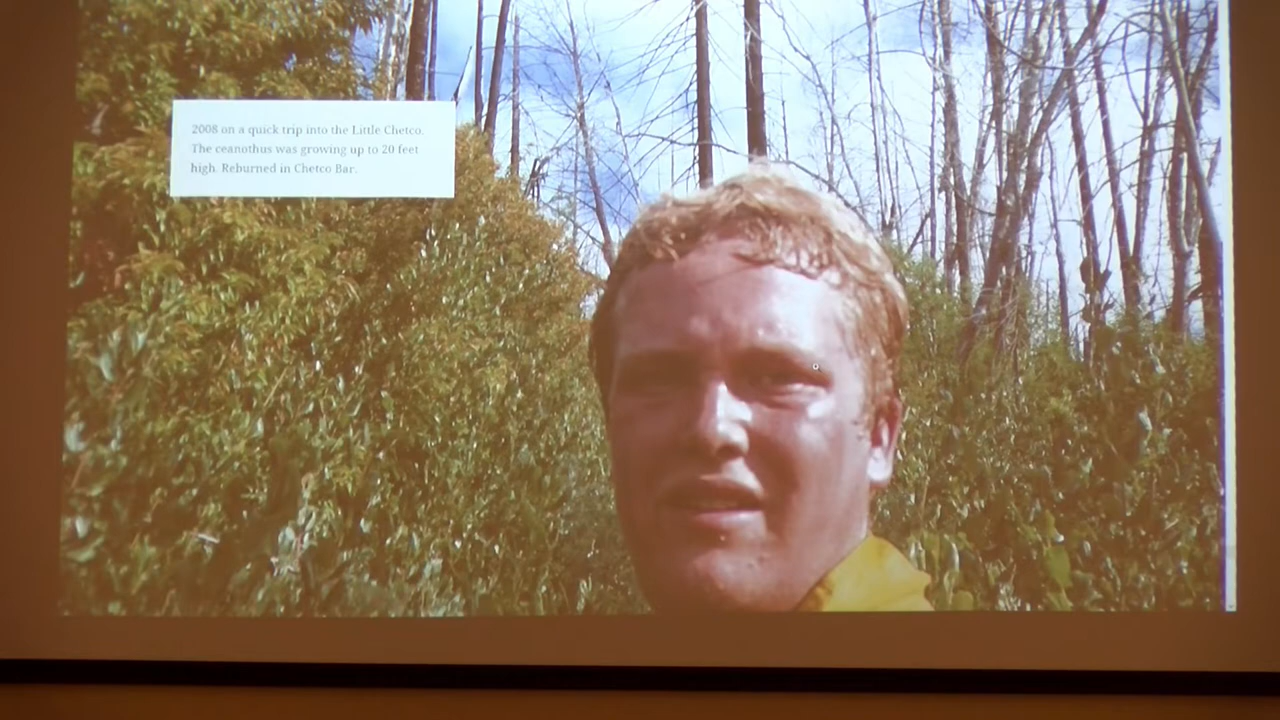 2008 on a quick trip into the Little Chetco.
The ceanothus was growing up to 20 feet
high. Reburned in Chetco Bar.